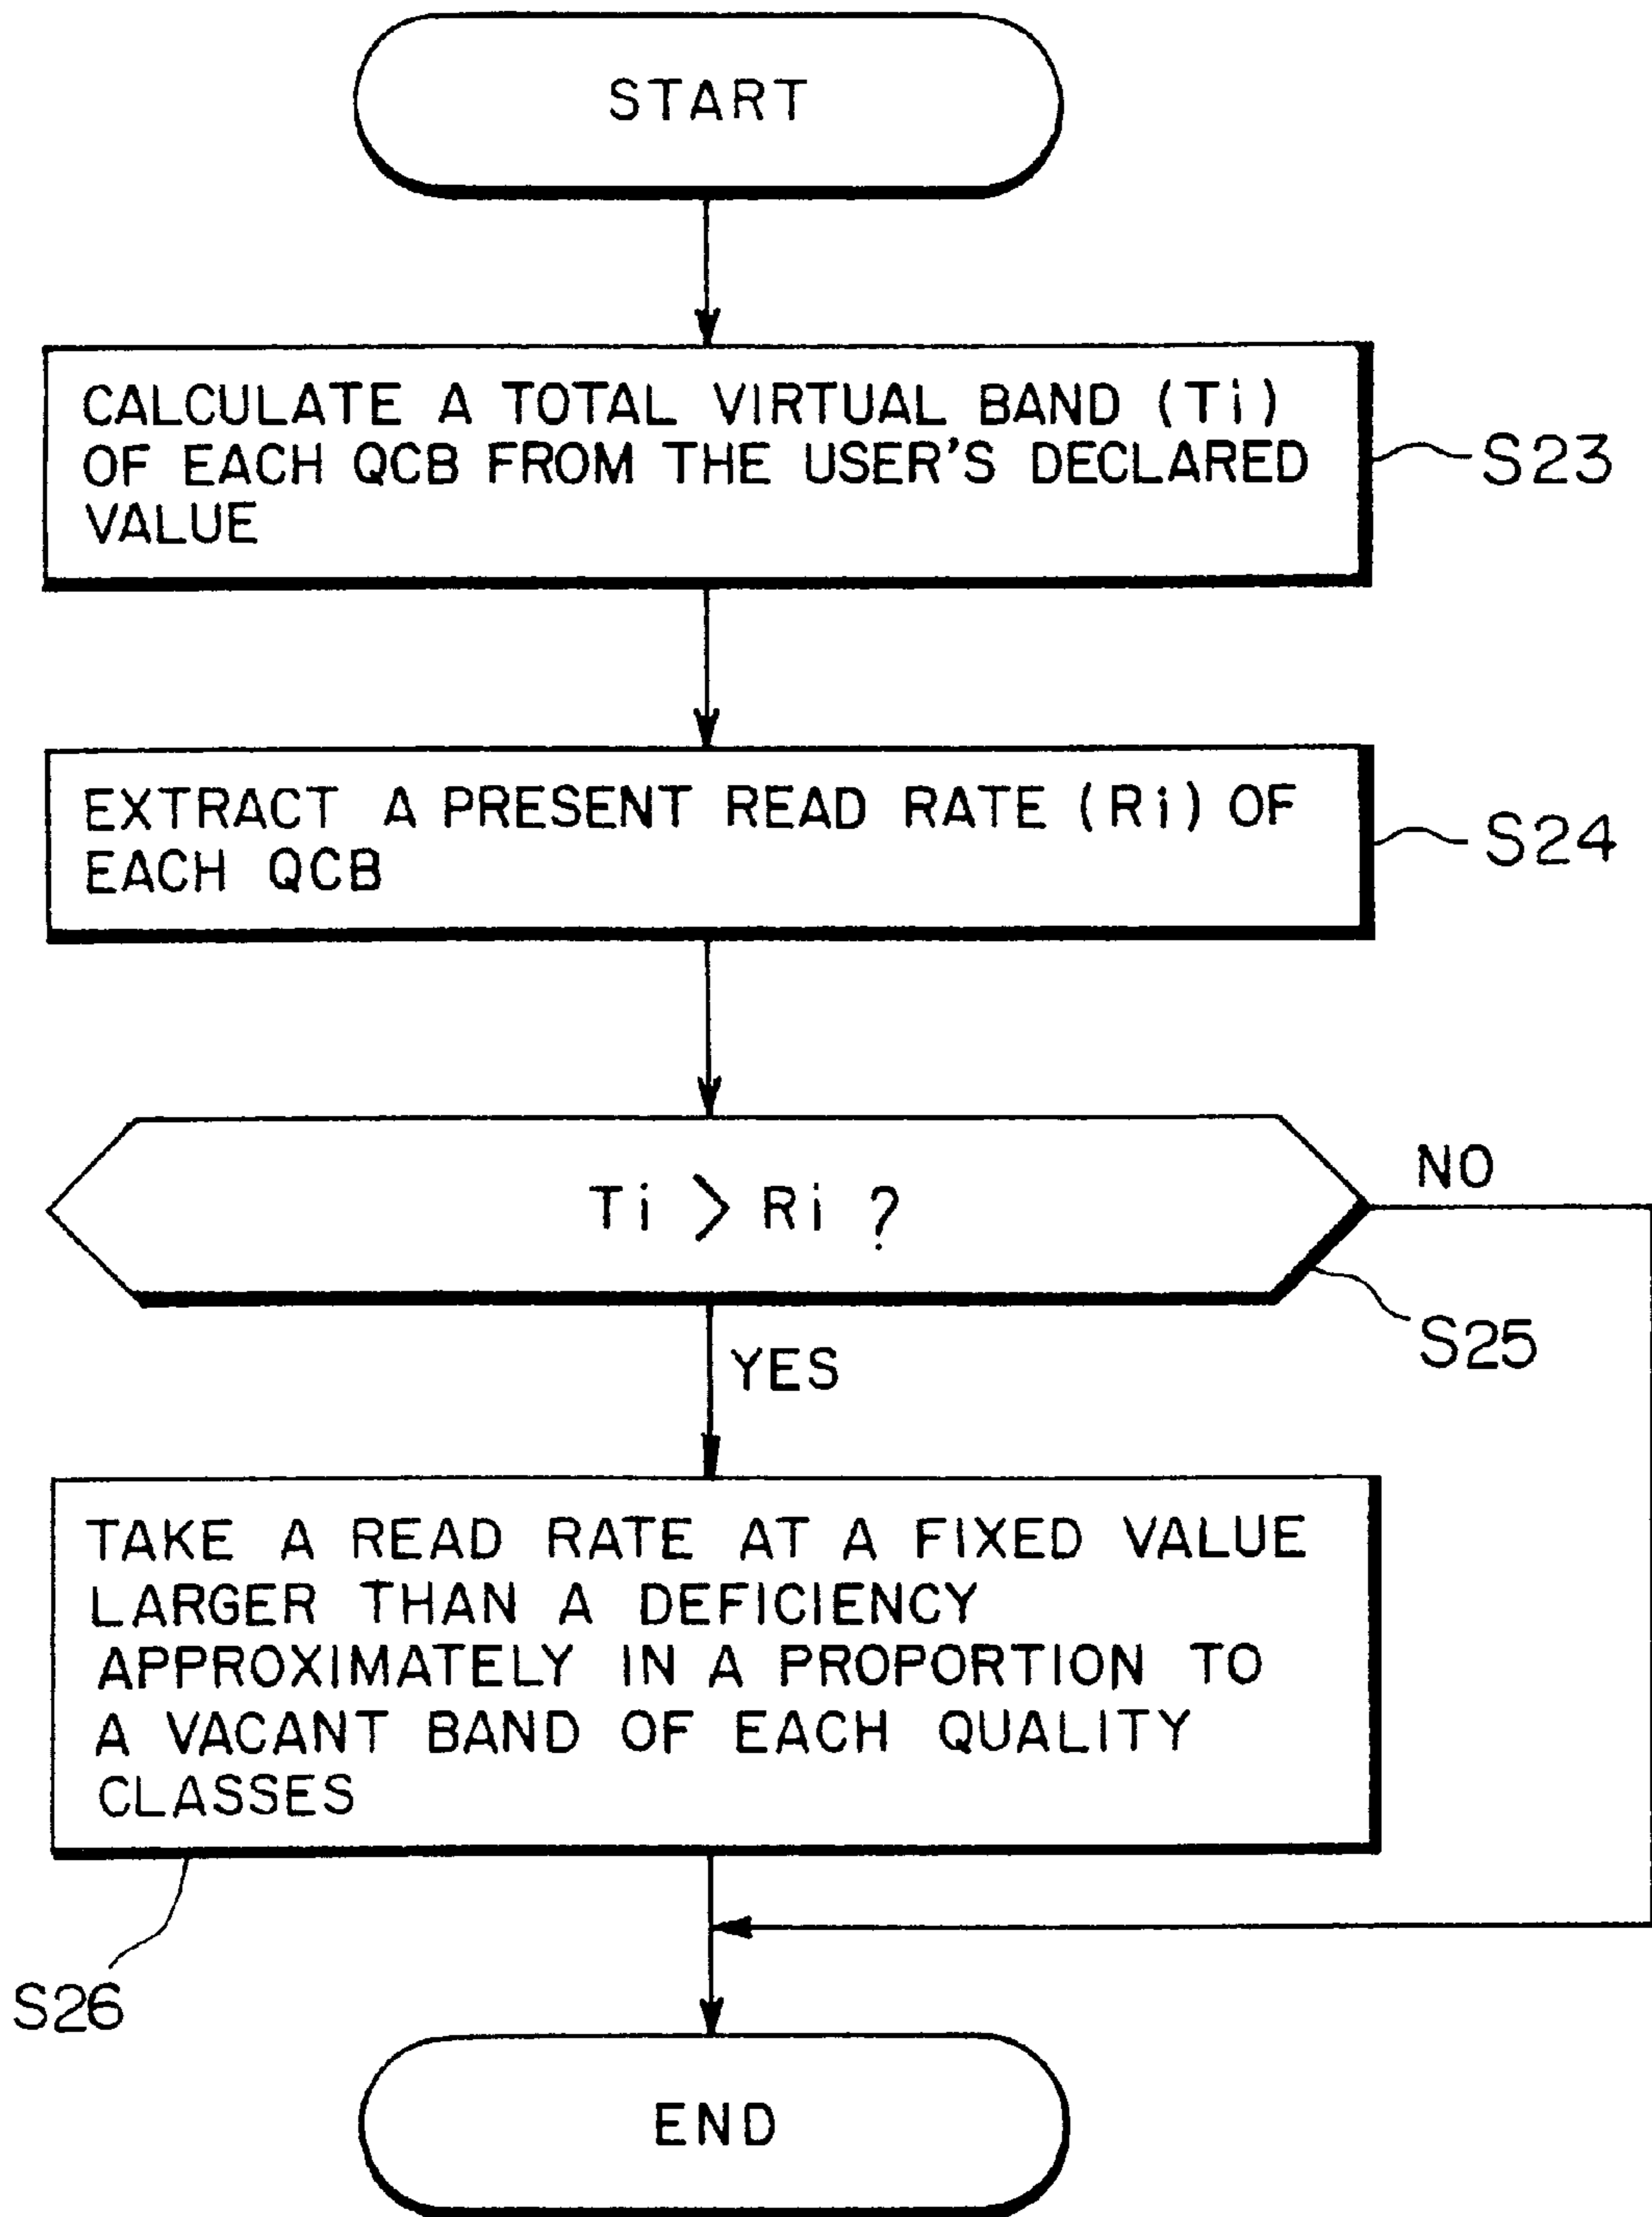 START
CALCULATE A TOTAL VIRTUAL BAND (Ti)
OF EACH QCB FROM THE USER'S DECLARED
VALUE
S23
EXTRACT A PRESENT READ RATE (Ri) OF
EACH QCB
S24
Ti > Ri ?
NO
S25
YES
TAKE A READ RATE AT A FIXED VALUE
LARGER THAN A DEFICIENCY
APPROXIMATELY IN A PROPORTION TO
A VACANT BAND OF EACH QUALITY
CLASSES
S26
END